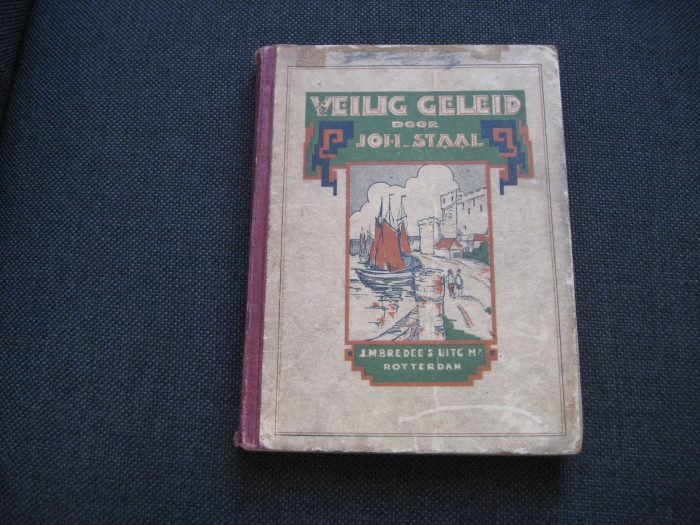 VEILIG GELEID
DOOR
JOH. STAAL
J.M. BREDEE'S UITG. MY.
ROTTERDAM